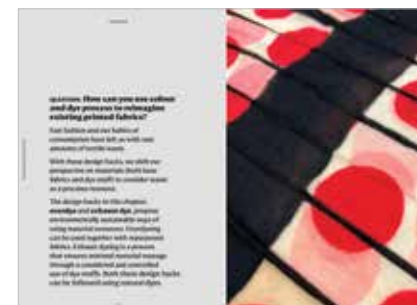 QUESTION: How can you use colour
and dye process to reimagine
existing printed fabrics?
Fast fashion and our habits of
consumption have left us with vast
amounts of textile waste.
With these design hacks, we shift our
perspective on materials (both base
fabrics and dye stuff) to consider waste
as a precious resource.
The design hacks in this chapter,
overdye and exhaust dye, propose
environmentally sustainable ways of
using material resources. Overdyeing
can be used together with
fabrics. Exhaust dyeing is a process
that ensures minimal material wastage
through a considered and controlled
use of dye stuffs. Both these design hacks
can be followed using natural dyes.